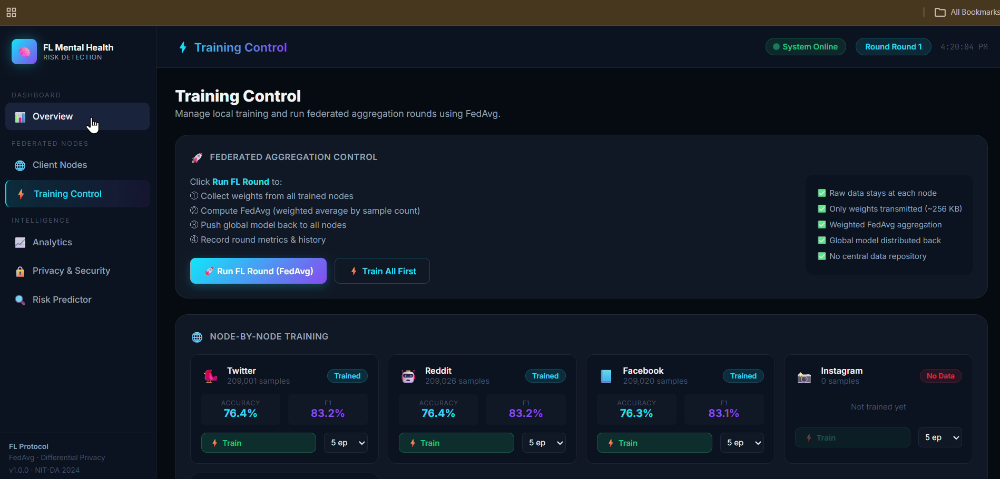 All Bookmarks
FL Mental Health
RISK DETECTION
Training Control
System Online
Round Round 1
4:20:04 PM
DASHBOARD
Overview
FEDERATED NODES
Client Nodes
Training Control
INTELLIGENCE
Analytics
Privacy & Security
Risk Predictor
FL Protocol
FedAvg · Differential Privacy
v1.0.0 · NIT-DA 2024
Training Control
Manage local training and run federated aggregation rounds using FedAvg.
FEDERATED AGGREGATION CONTROL
Click Run FL Round to:
① Collect weights from all trained nodes
② Compute FedAvg (weighted average by sample count)
③ Push global model back to all nodes
④ Record round metrics & history
Run FL Round (FedAvg)
Train All First
Raw data stays at each node
Only weights transmitted (~256 KB)
Weighted FedAvg aggregation
Global model distributed back
No central data repository
NODE-BY-NODE TRAINING
Twitter
209,001 samples
Trained
ACCURACY
76.4%
F1
83.2%
Train
5 ep
Reddit
209,026 samples
Trained
ACCURACY
76.4%
F1
83.2%
Train
5 ep
Facebook
209,020 samples
Trained
ACCURACY
76.3%
F1
83.1%
Train
5 ep
Instagram
0 samples
No Data
Not trained yet
Train
5 ep